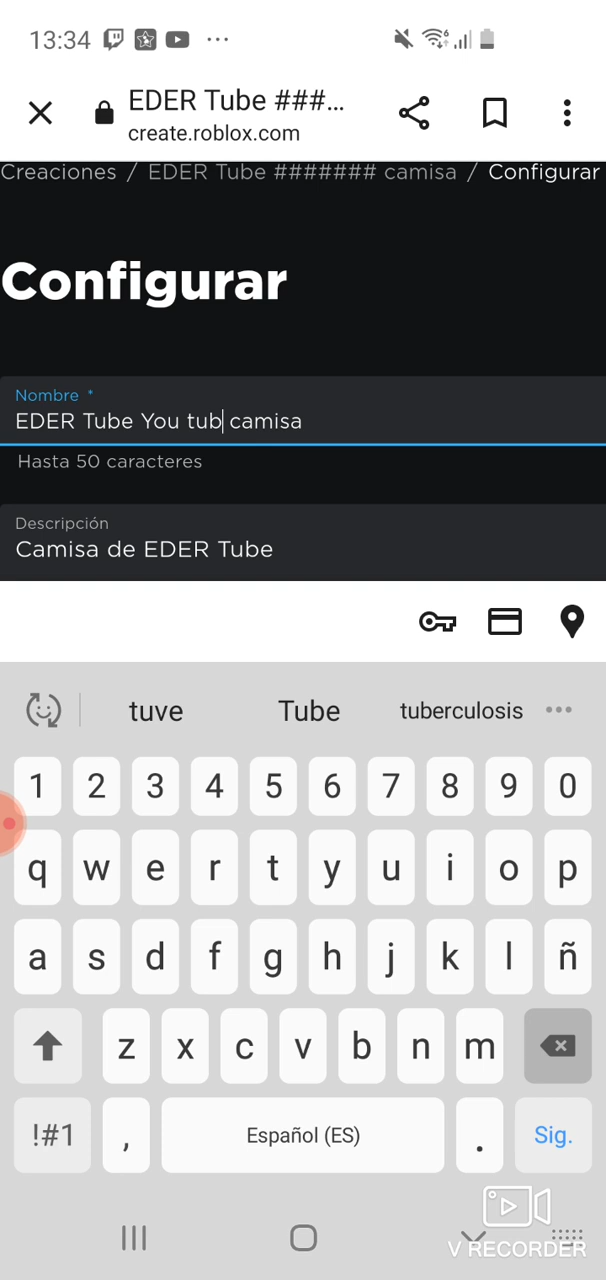 13:34
EDER Tube ###...
create.roblox.com
Creaciones / EDER Tube ####### camisa / Configurar
Configurar
Nombre *
EDER Tube You tub camisa
Hasta 50 caracteres
Descripción
Camisa de EDER Tube
tuve Tube tuberculosis
1 2 3 4 5 6 7 8 9 0
q w e r t y u i o p
a s d f g h j k l ñ
z x c v b n m
!#1 , Español (ES) . Sig.
V RECORDER